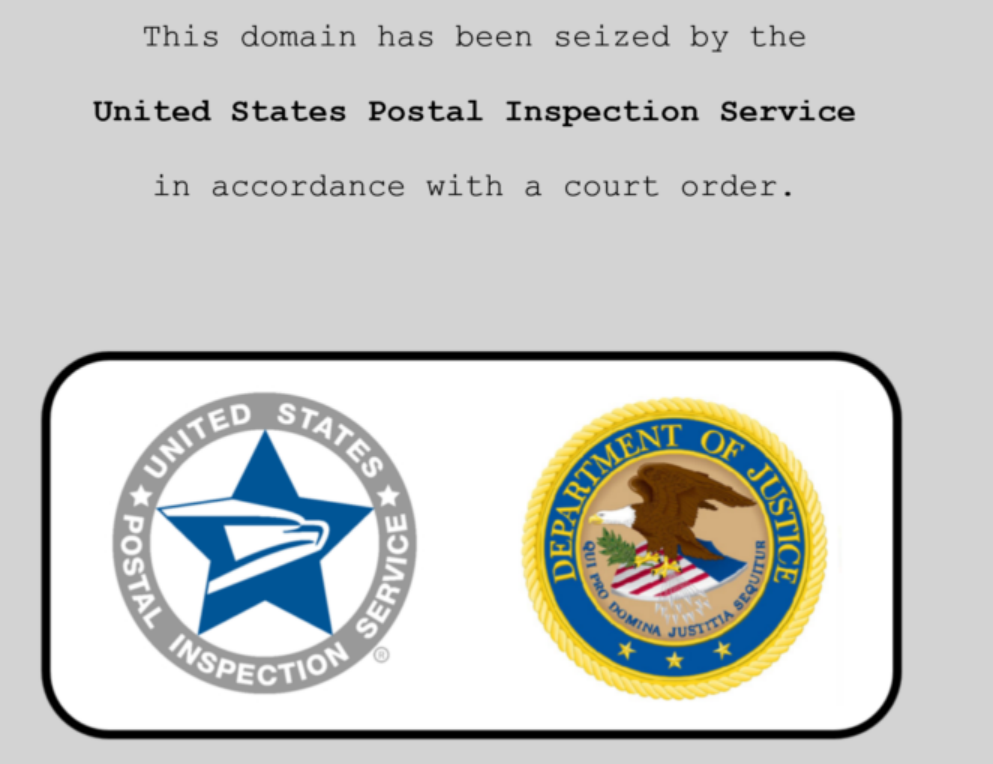 This domain has been seized by the
United States Postal Inspection Service
in accordance with a court order.
UNITED STATES
POSTAL INSPECTION SERVICE
®
DEPARTMENT OF JUSTICE
QUI PRO DOMINA JUSTITIA SEQUITUR